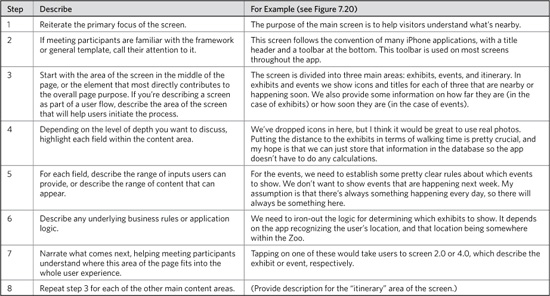 Step Describe For Example (see Figure 7.20)
1 Reiterate the primary focus of the screen. The purpose of the main screen is to help visitors understand what's nearby.
2 If meeting participants are familiar with the framework
or general template, call their attention to it.
This screen follows the convention of many iPhone applications, with a title
header and a toolbar at the bottom. This toolbar is used on most screens
throughout the app.
3 Start with the area of the screen in the middle of the
page, or the element that most directly contributes to
the overall page purpose. If you're describing a screen
as part of a user flow, describe the area of the screen
that will help users initiate the process.
The screen is divided into three main areas: exhibits, events, and itinerary. In
exhibits and events we show icons and titles for each of three that are nearby or
happening soon. We also provide some information on how far they are (in the
case of exhibits) or how soon they are (in the case of events).
4 Depending on the level of depth you want to discuss,
highlight each field within the content area.
We've dropped icons in here, but I think it would be great to use real photos.
Putting the distance to the exhibits in terms of walking time is pretty crucial, and
my hope is that we can just store that information in the database so the app
doesn't have to do any calculations.
5 For each field, describe the range of inputs users
can provide, or describe the range of content that can
appear.
For the events, we need to establish some pretty clear rules about which events
to show. We don't want to show events that are happening next week. My
assumption is that there's always something happening every day, so there
will always be something here.
6 Describe any underlying business rules or application
logic.
We need to iron-out the logic for determining which exhibits to show. It depends
on the app recognizing the user's location, and that location being somewhere
within the Zoo.
7 Narrate what comes next, helping meeting participants
understand where this area of the page fits into the
whole user experience.
Tapping on one of these would take users to screen 2.0 or 4.0, which describe the
exhibit or event, respectively.
8 Repeat step 3 for each of the other main content areas. (Provide description for the "itinerary" area of the screen.)